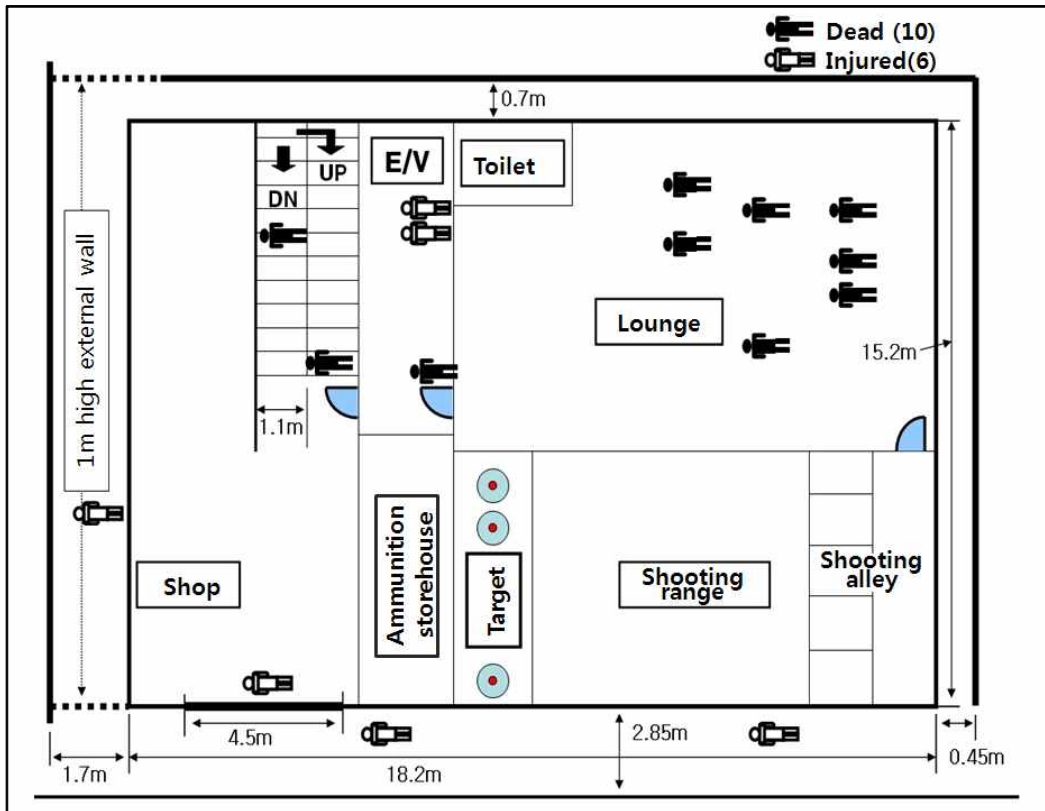 Dead (10)
Injured(6)
0.7m
E/V
Toilet
UP
DN
1m high external wall
Lounge
15.2m
1.1m
Ammunition
storehouse
Target
Shop
Shooting
range
Shooting
alley
4.5m
2.85m
1.7m
18.2m
0.45m